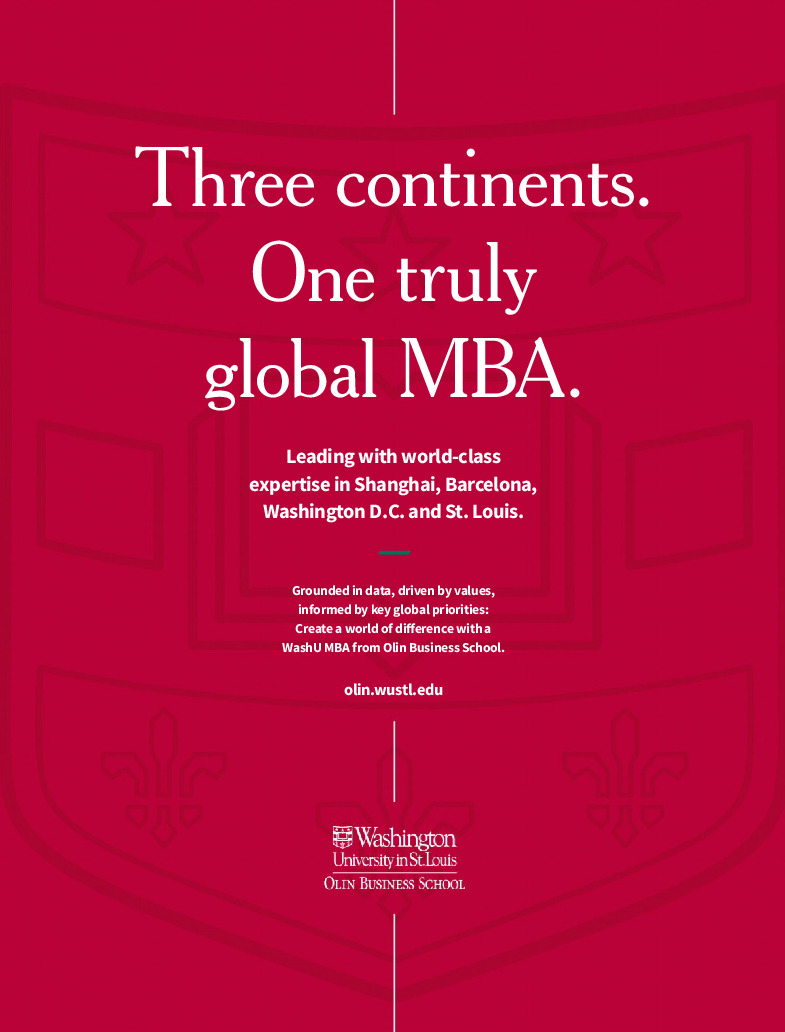 Three continents.
One truly
global MBA.
Leading with world-class
expertise in Shanghai, Barcelona,
Washington D.C. and St. Louis.
Grounded in data, driven by values,
informed by key global priorities:
Create a world of difference with a
WashU MBA from Olin Business School.
olin.wustl.edu
Washington
University in St. Louis
OLIN BUSINESS SCHOOL